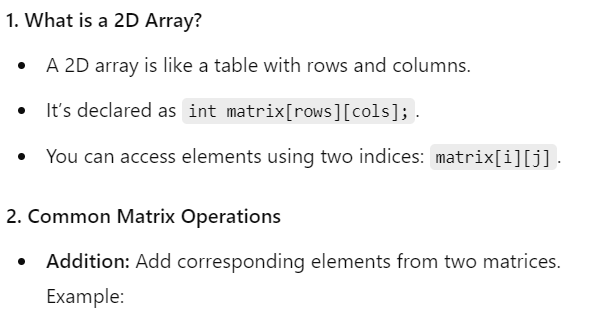 1. What is a 2D Array?
• A 2D array is like a table with rows and columns.
• It's declared as int matrix[rows][cols]; .
• You can access elements using two indices: matrix[i][j] .
2. Common Matrix Operations
• Addition: Add corresponding elements from two matrices.
Example: